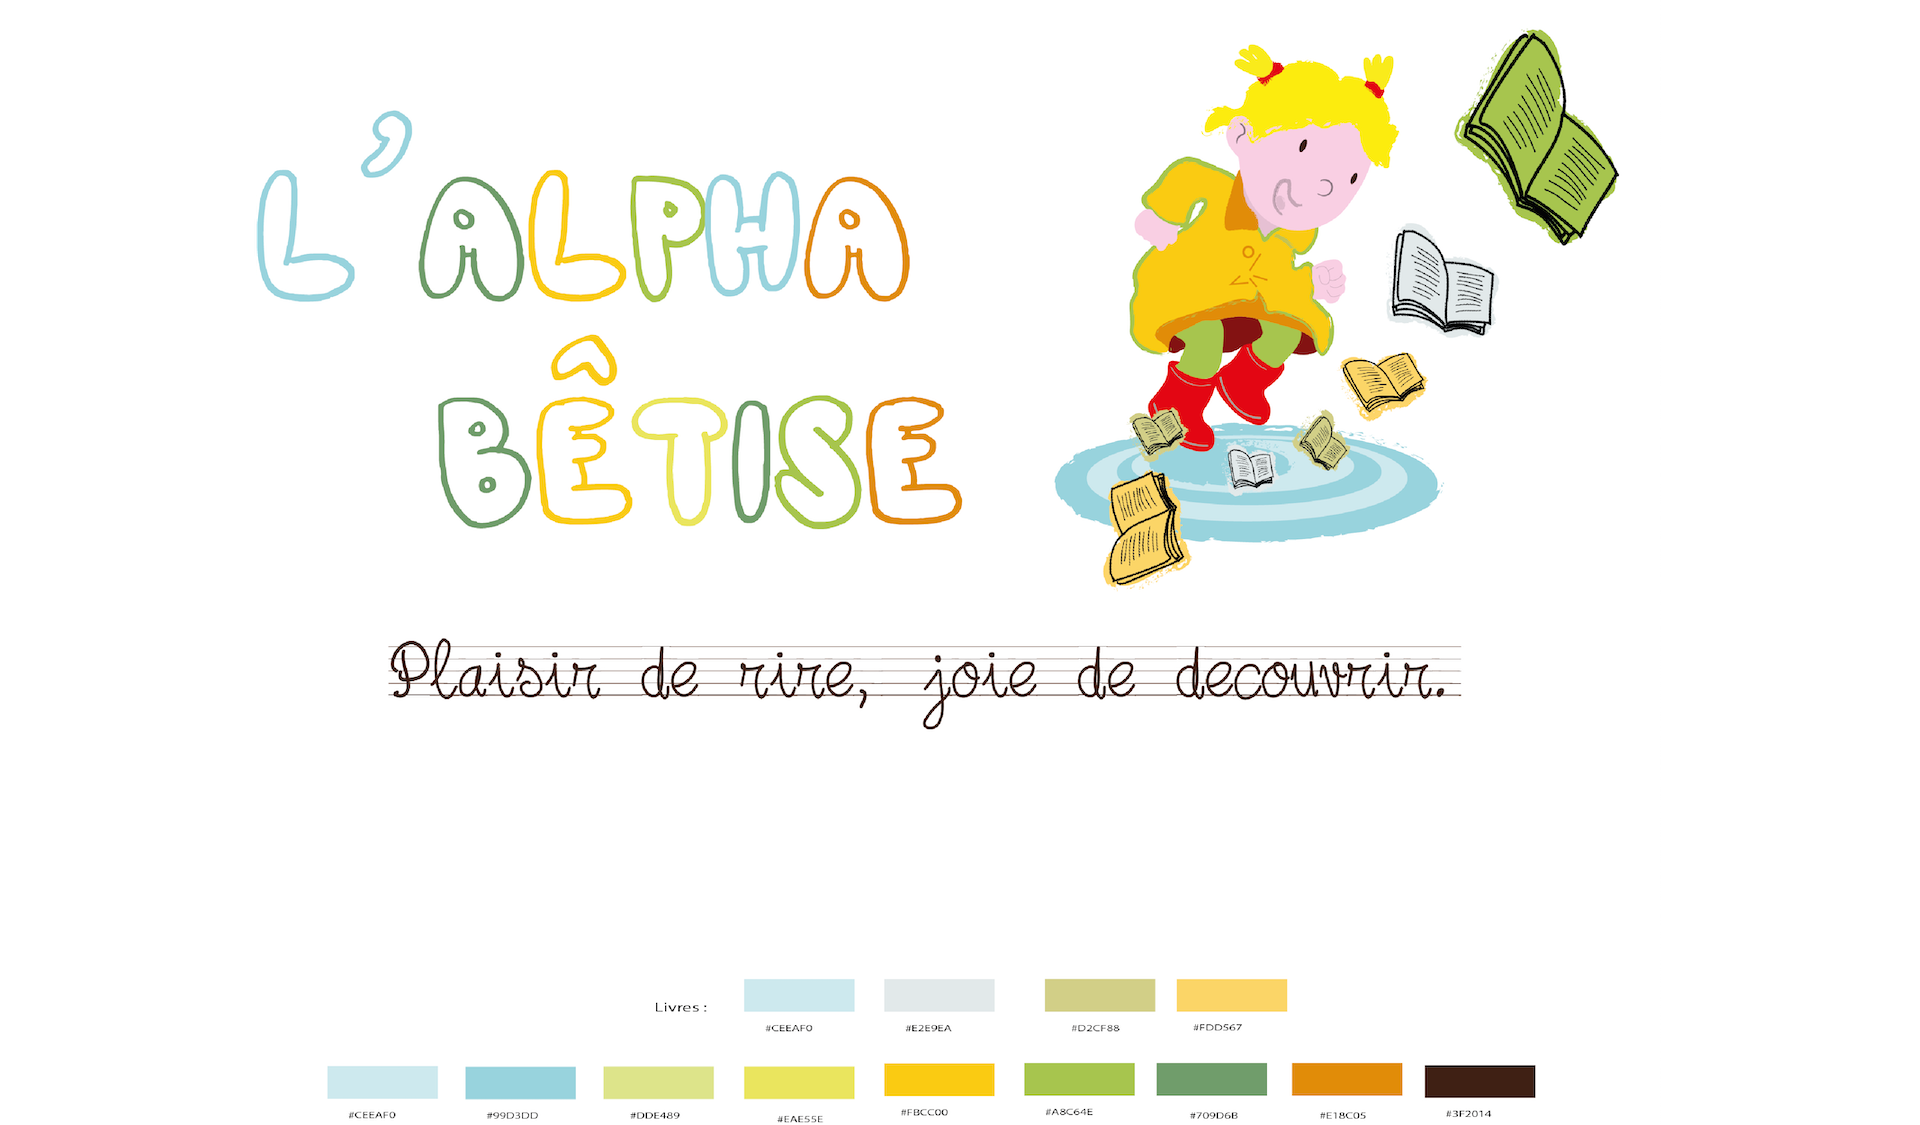 L'ALPHA
BÊTISE
Plaisir de rire, joie de decouvrir.
Livres :
#CEEAF0 #E2E9EA #D2CF88 #FDD567
#CEEAF0 #99D3DD #DDE489 #EAE55E #FBCC00 #A8C64E #709D6B #E18C05 #3F2014